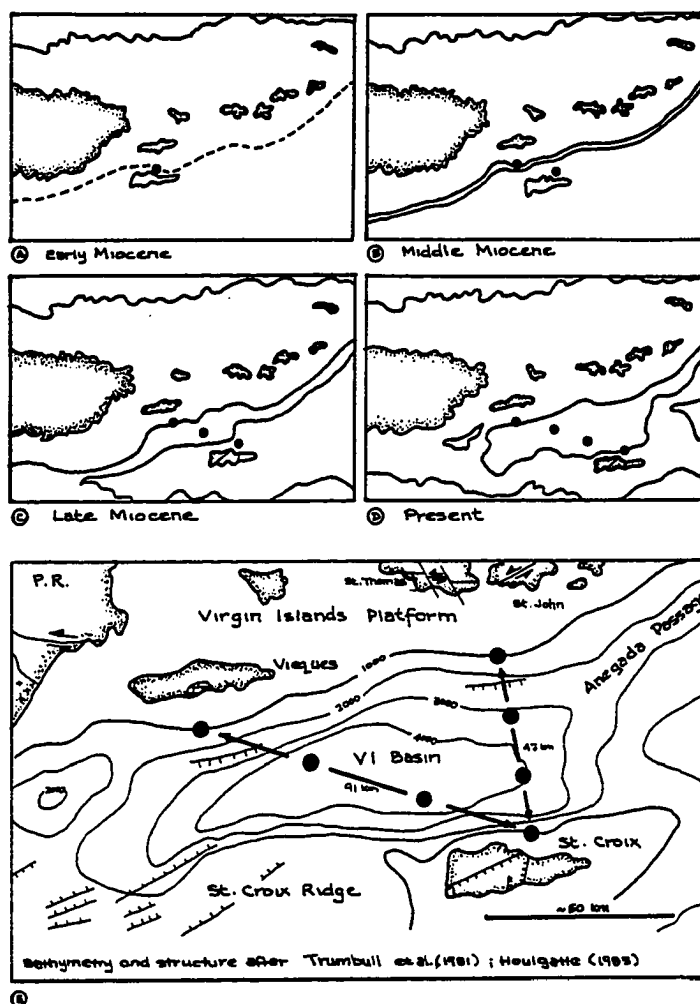 A Early Miocene
B Middle Miocene
C Late Miocene
D Present
P.R.
St. Thomas
St. John
Virgin Islands Platform
Anegada Passage
Vieques
1000
2000
3000
4000
VI Basin
47 km
91 km
St. Croix
St. Croix Ridge
~50 km
Bathymetry and structure after Trumbull et al. (1981) ; Houlgatte (1983)
E